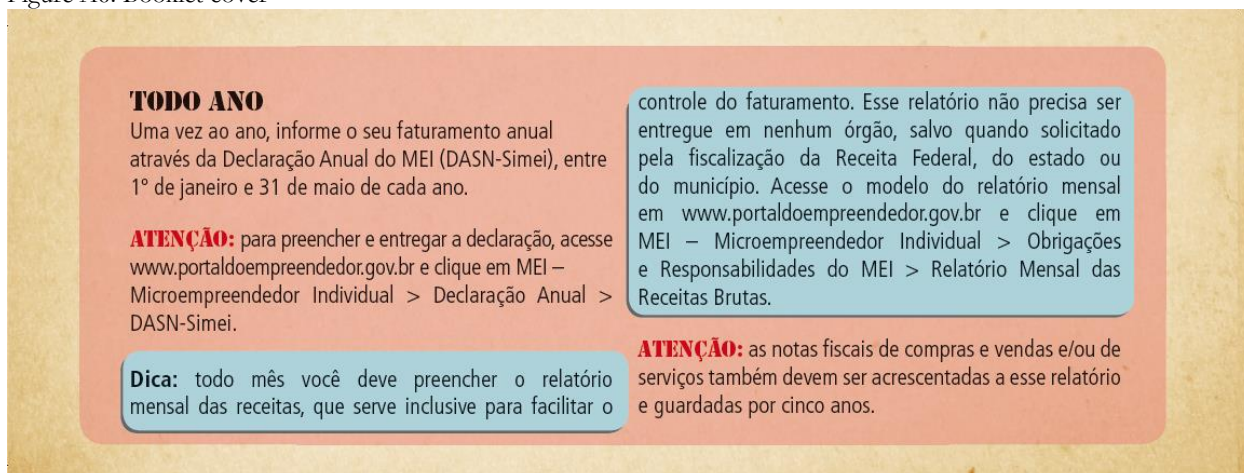 TODO ANO
Uma vez ao ano, informe o seu faturamento anual
através da Declaração Anual do MEI (DASN-Simei), entre
1º de janeiro e 31 de maio de cada ano.
ATENÇÃO: para preencher e entregar a declaração, acesse
www.portaldoempreendedor.gov.br e clique em MEI –
Microempreendedor Individual > Declaração Anual >
DASN-Simei.
Dica: todo mês você deve preencher o relatório
mensal das receitas, que serve inclusive para facilitar o
controle do faturamento. Esse relatório não precisa ser
entregue em nenhum órgão, salvo quando solicitado
pela fiscalização da Receita Federal, do estado ou
do município. Acesse o modelo do relatório mensal
em www.portaldoempreendedor.gov.br e clique em
MEI – Microempreendedor Individual > Obrigações
e Responsabilidades do MEI > Relatório Mensal das
Receitas Brutas.
ATENÇÃO: as notas fiscais de compras e vendas e/ou de
serviços também devem ser acrescentadas a esse relatório
e guardadas por cinco anos.